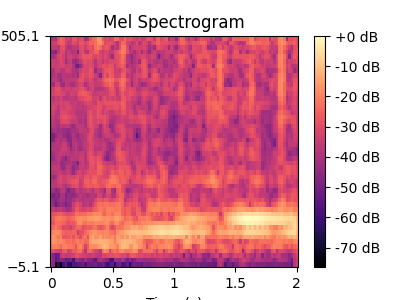 Mel Spectrogram
505.1
-5.1
0
0.5
1
1.5
2
+0 dB
-10 dB
-20 dB
-30 dB
-40 dB
-50 dB
-60 dB
-70 dB